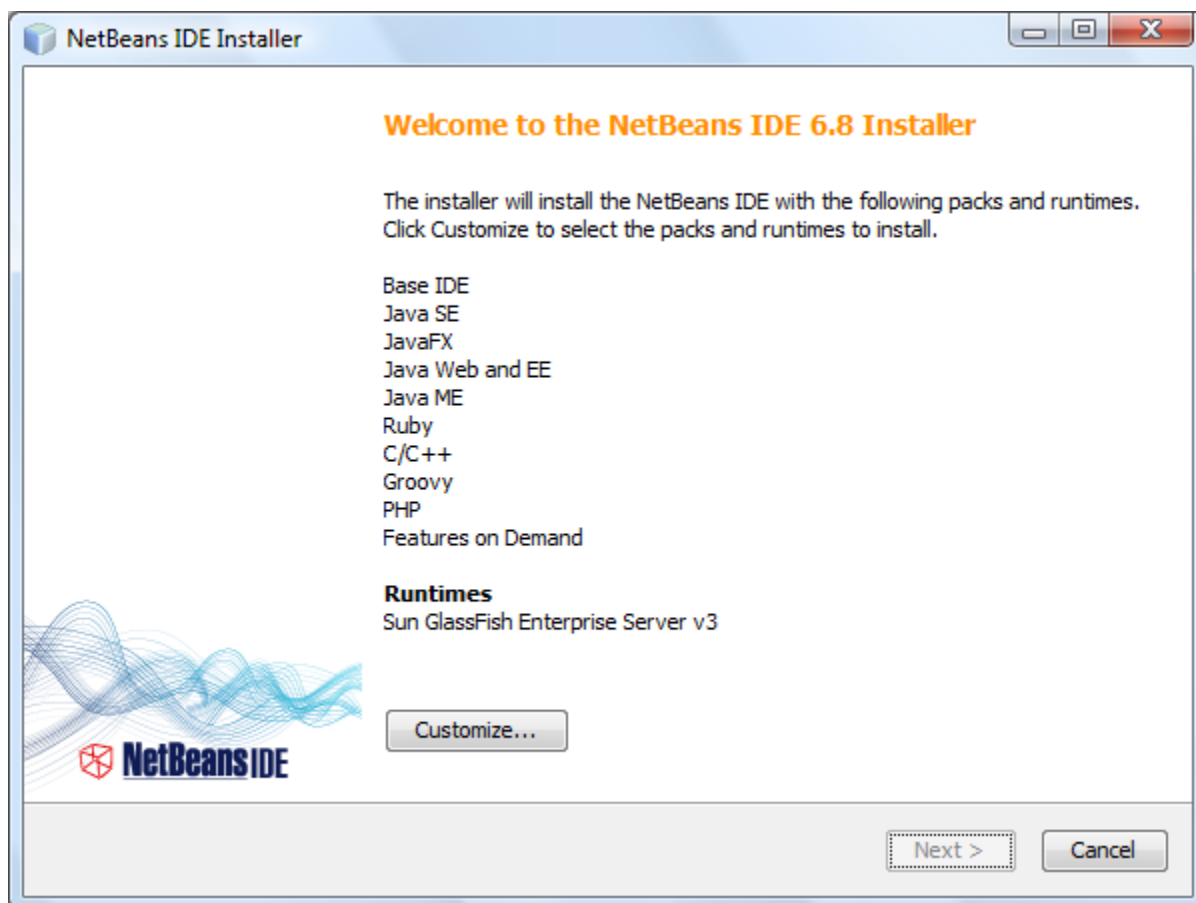 NetBeans IDE Installer
Welcome to the NetBeans IDE 6.8 Installer
The installer will install the NetBeans IDE with the following packs and runtimes.
Click Customize to select the packs and runtimes to install.
Base IDE
Java SE
JavaFX
Java Web and EE
Java ME
Ruby
C/C++
Groovy
PHP
Features on Demand
Runtimes
Sun GlassFish Enterprise Server v3
Customize...
NetBeans IDE
Next >
Cancel